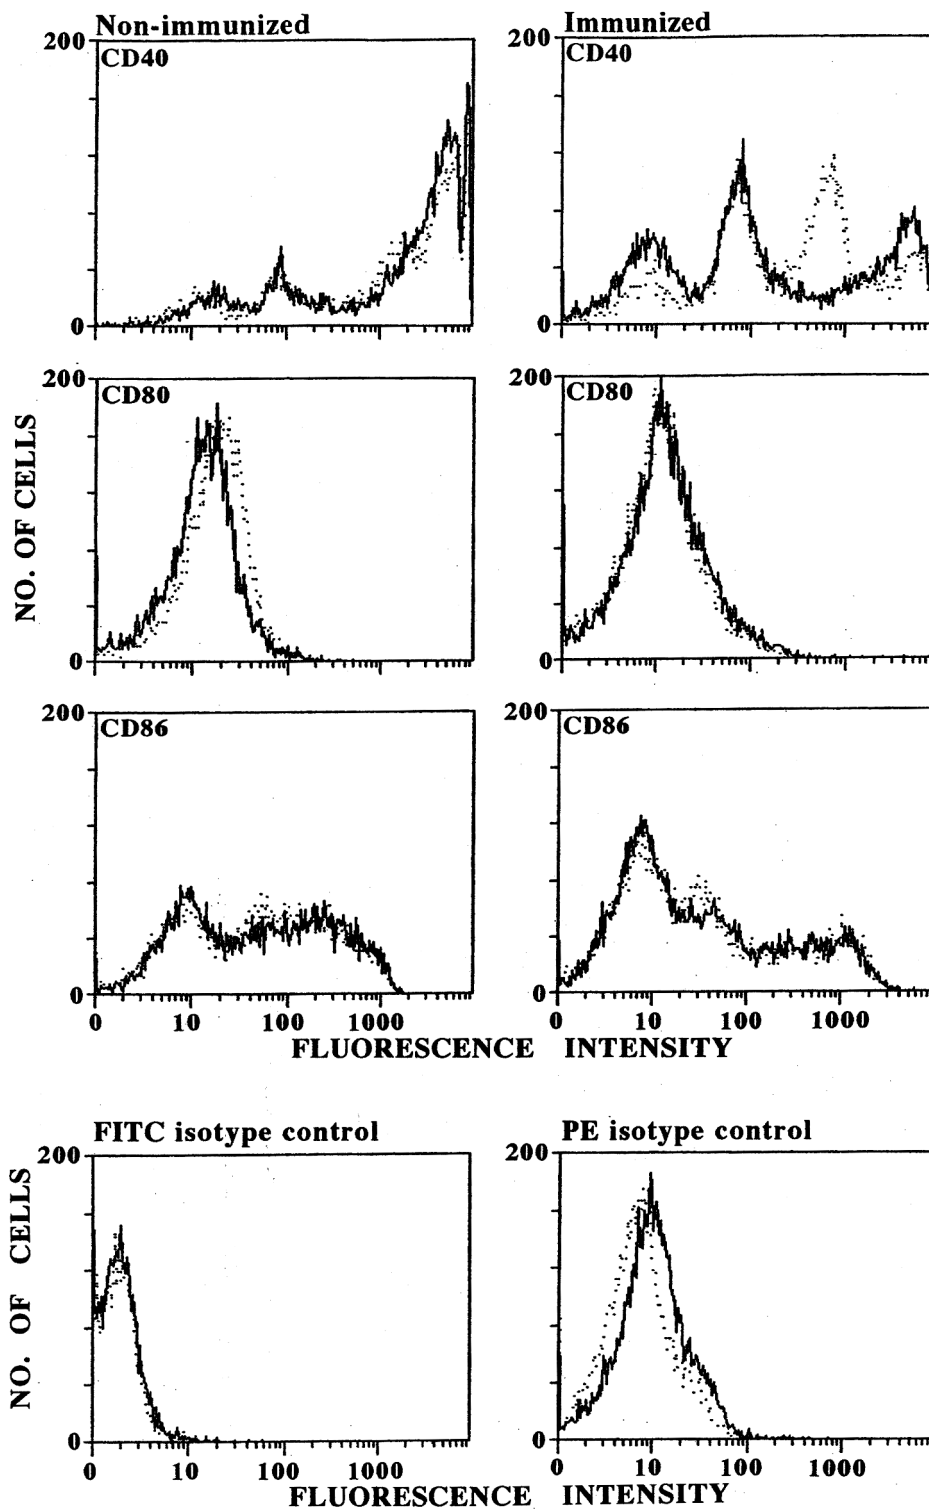 Non-immunized Immunized
200 200
CD40 CD40
0 0
200 200
CD80 CD80
NO. OF CELLS
0 0
200 200
CD86 CD86
0 0
0 10 100 1000 0 10 100 1000
FLUORESCENCE INTENSITY
FITC isotype control PE isotype control
200 200
NO. OF CELLS
0 0
0 10 100 1000 0 10 100 1000
FLUORESCENCE INTENSITY